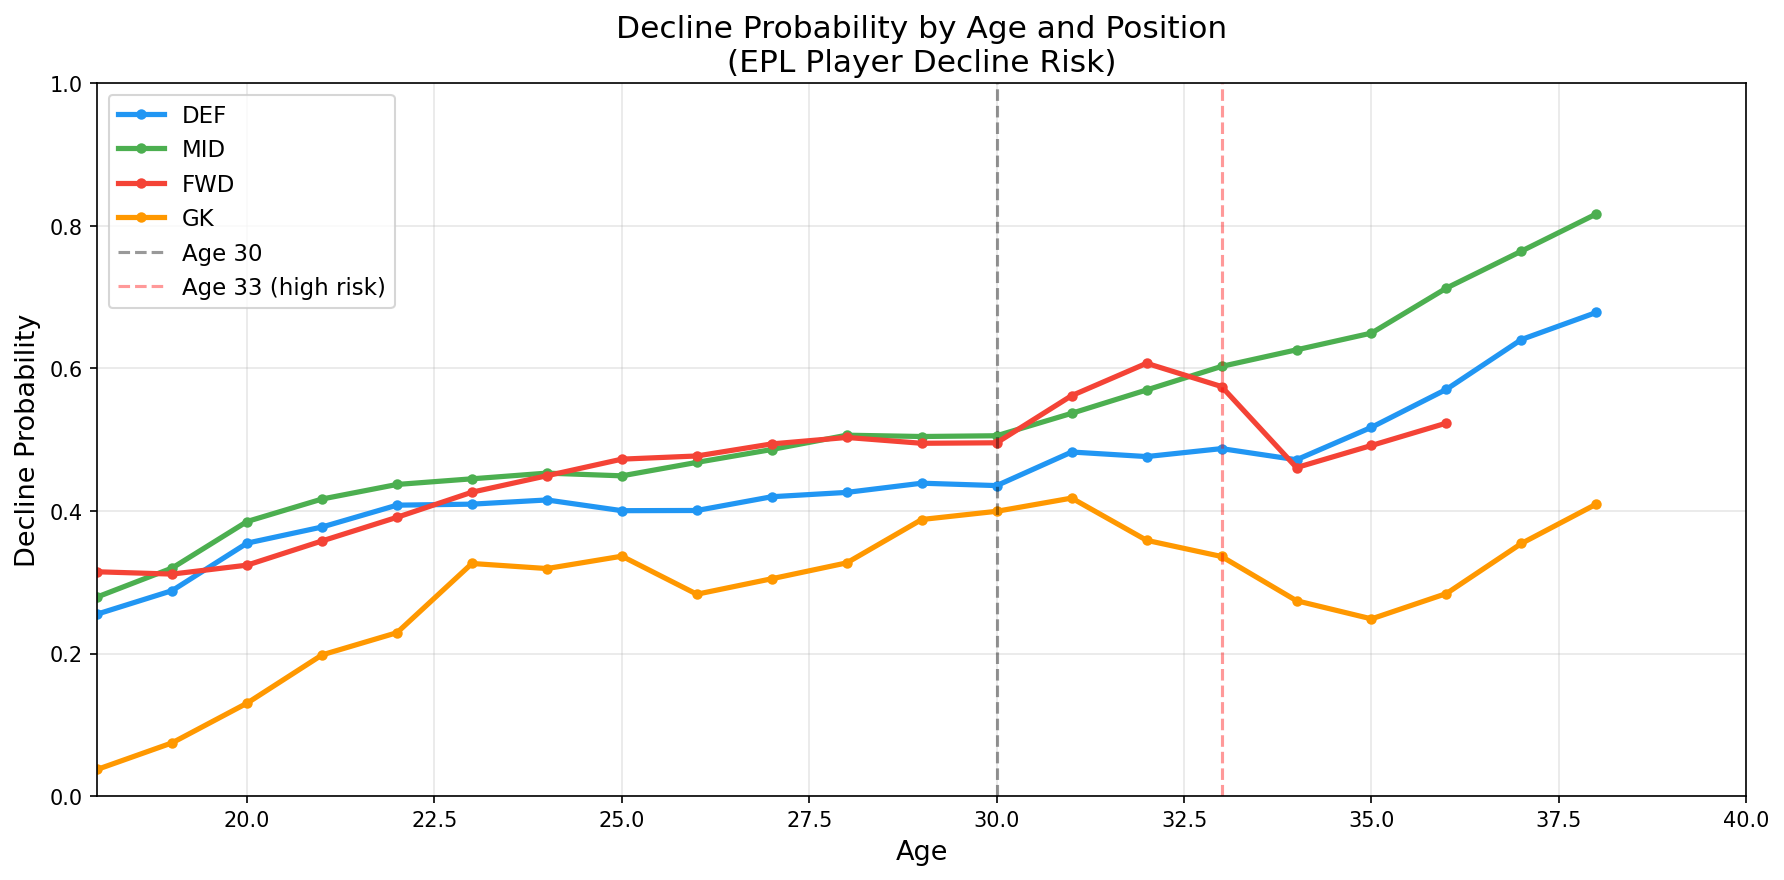 Decline Probability by Age and Position
(EPL Player Decline Risk)
1.0
0.8
0.6
0.4
0.2
0.0
Decline Probability
DEF
MID
FWD
GK
Age 30
Age 33 (high risk)
20.0 22.5 25.0 27.5 30.0 32.5 35.0 37.5 40.0
Age